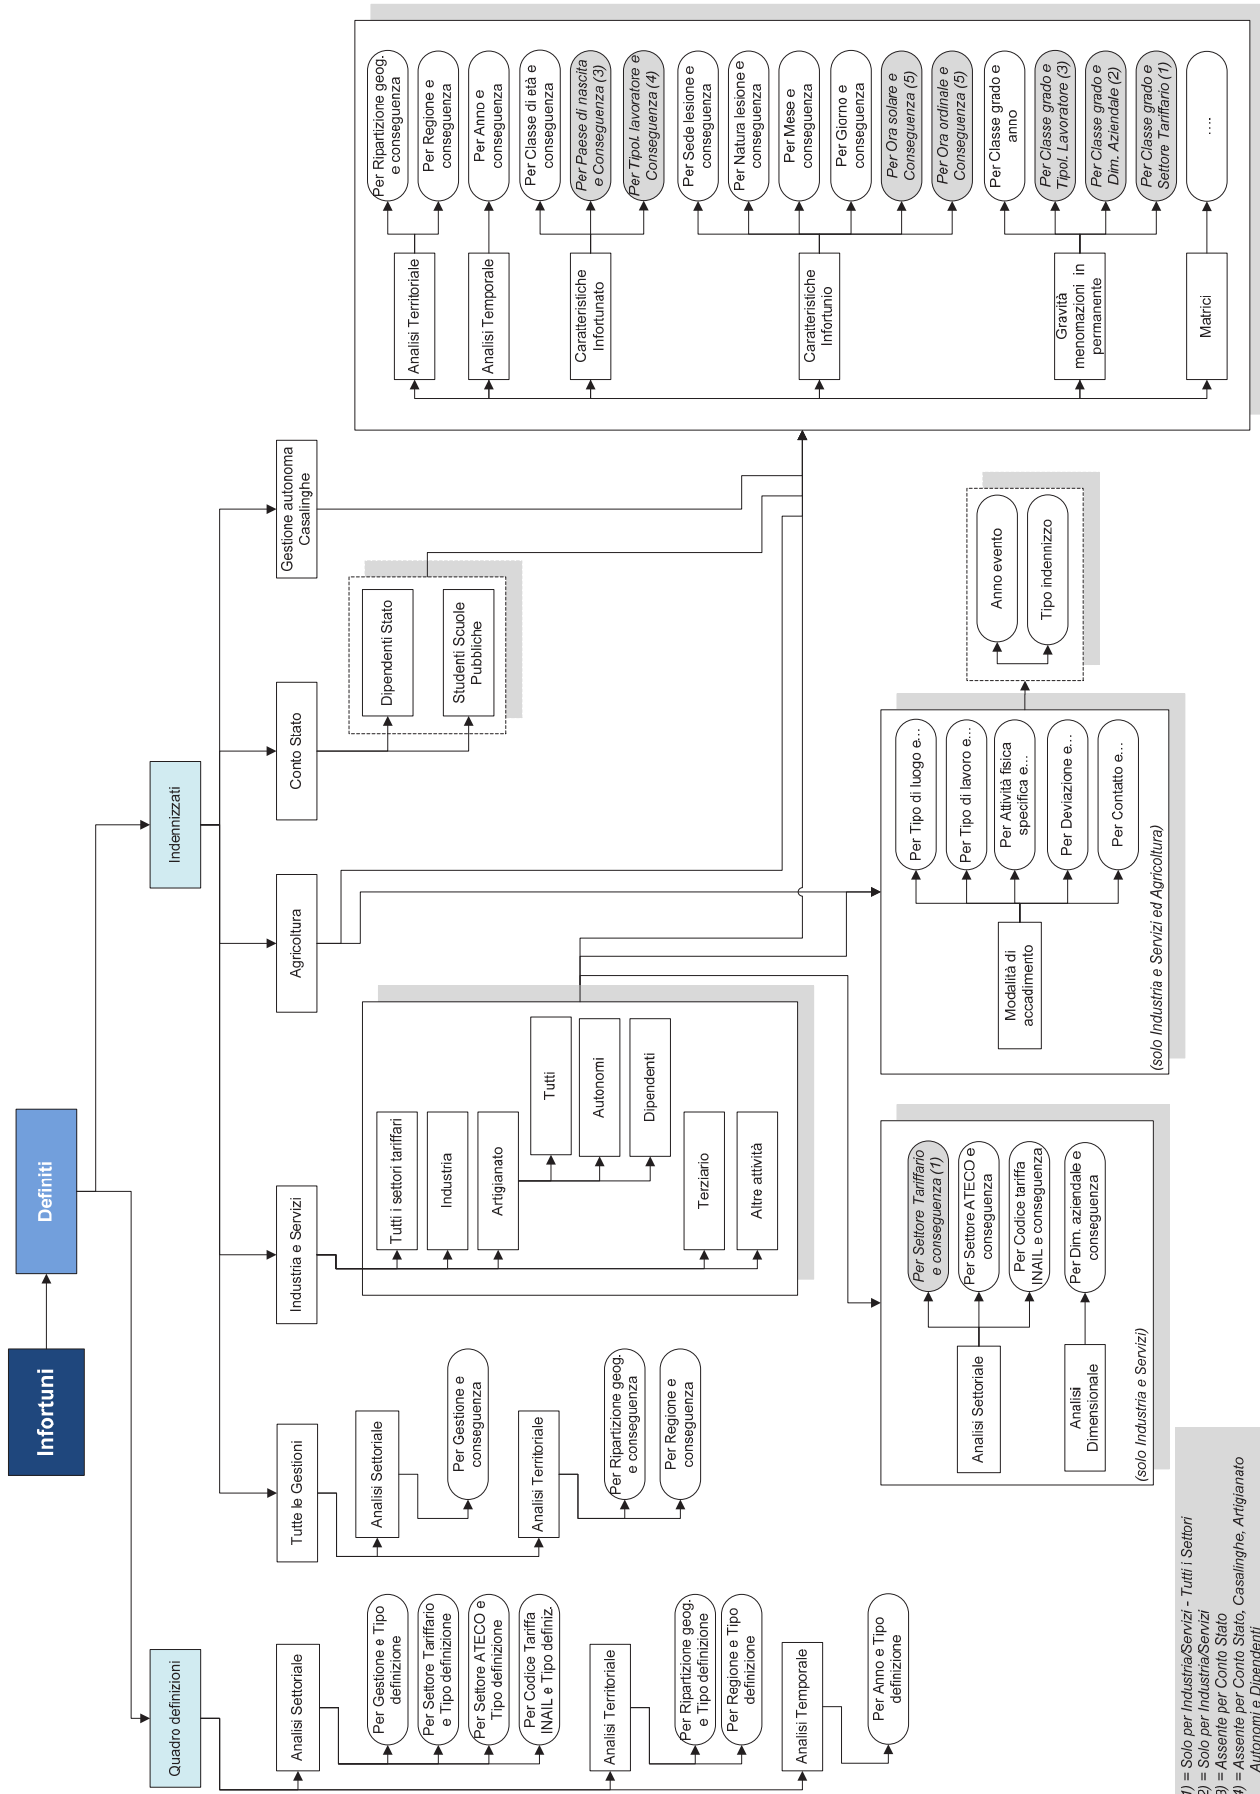 Infortuni
Definiti
Quadro definizioni
Indennizzati
Analisi Settoriale
Per Gestione e Tipo
definizione
Per Settore Tariffario
e Tipo definizione
Per Settore ATECO e
Tipo definizione
Per Codice Tariffa
INAIL e Tipo definiz.
Analisi Territoriale
Per Ripartizione geog.
e Tipo definizione
Per Regione e Tipo
definizione
Analisi Temporale
Per Anno e Tipo
definizione
Tutte le Gestioni
Analisi Settoriale
Per Gestione e
conseguenza
Analisi Territoriale
Per Ripartizione geog.
e conseguenza
Per Regione e
conseguenza
Industria e Servizi
Tutti i settori tariffari
Industria
Artigianato
Tutti
Autonomi
Dipendenti
Terziario
Altre attività
Agricoltura
Conto Stato
Dipendenti Stato
Studenti Scuole
Pubbliche
Gestione autonoma
Casalinghe
Analisi Settoriale
Per Settore Tariffario
e conseguenza (1)
Per Settore ATECO e
conseguenza
Per Codice tariffa
INAIL e conseguenza
Analisi
Dimensionale
Per Dim. aziendale e
conseguenza
(solo Industria e Servizi)
Modalità di
accadimento
Per Tipo di luogo e...
Per Tipo di lavoro e...
Per Attività fisica
specifica e...
Per Deviazione e...
Per Contatto e...
(solo Industria e Servizi ed Agricoltura)
Anno evento
Tipo indennizzo
Analisi Territoriale
Per Ripartizione geog.
e conseguenza
Per Regione e
conseguenza
Analisi Temporale
Per Anno e
conseguenza
Caratteristiche
Infortunato
Per Classe di età e
conseguenza
Per Paese di nascita
e Conseguenza (3)
Per Tipol. lavoratore e
Conseguenza (4)
Caratteristiche
Infortunio
Per Sede lesione e
conseguenza
Per Natura lesione e
conseguenza
Per Mese e
conseguenza
Per Giorno e
conseguenza
Per Ora solare e
Conseguenza (5)
Per Ora ordinale e
Conseguenza (5)
Gravità
menomazioni in
permanente
Per Classe grado e
anno
Per Classe grado e
Tipol. Lavoratore (3)
Per Classe grado e
Dim. Aziendale (2)
Per Classe grado e
Settore Tariffario (1)
Matrici
....
1) = Solo per Industria/Servizi - Tutti i Settori
2) = Solo per Industria/Servizi
3) = Assente per Conto Stato
4) = Assente per Conto Stato, Casalinghe, Artigianato
Autonomi e Dipendenti